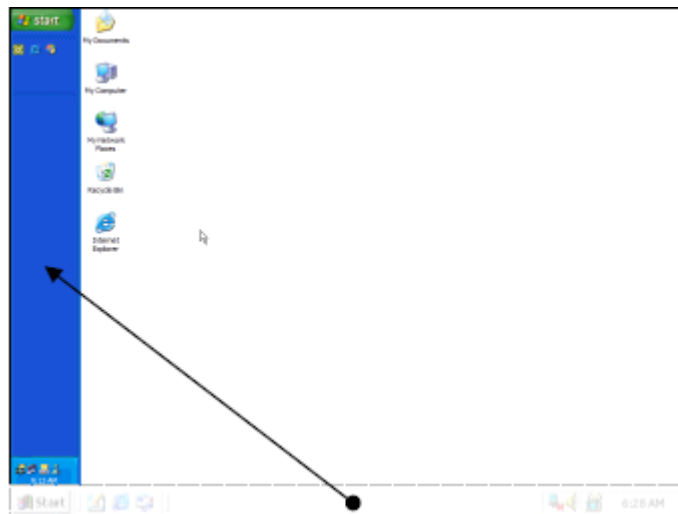 start
My Documents
My Computer
My Network
Places
Recycle Bin
Internet
Explorer
Start
6:28 AM